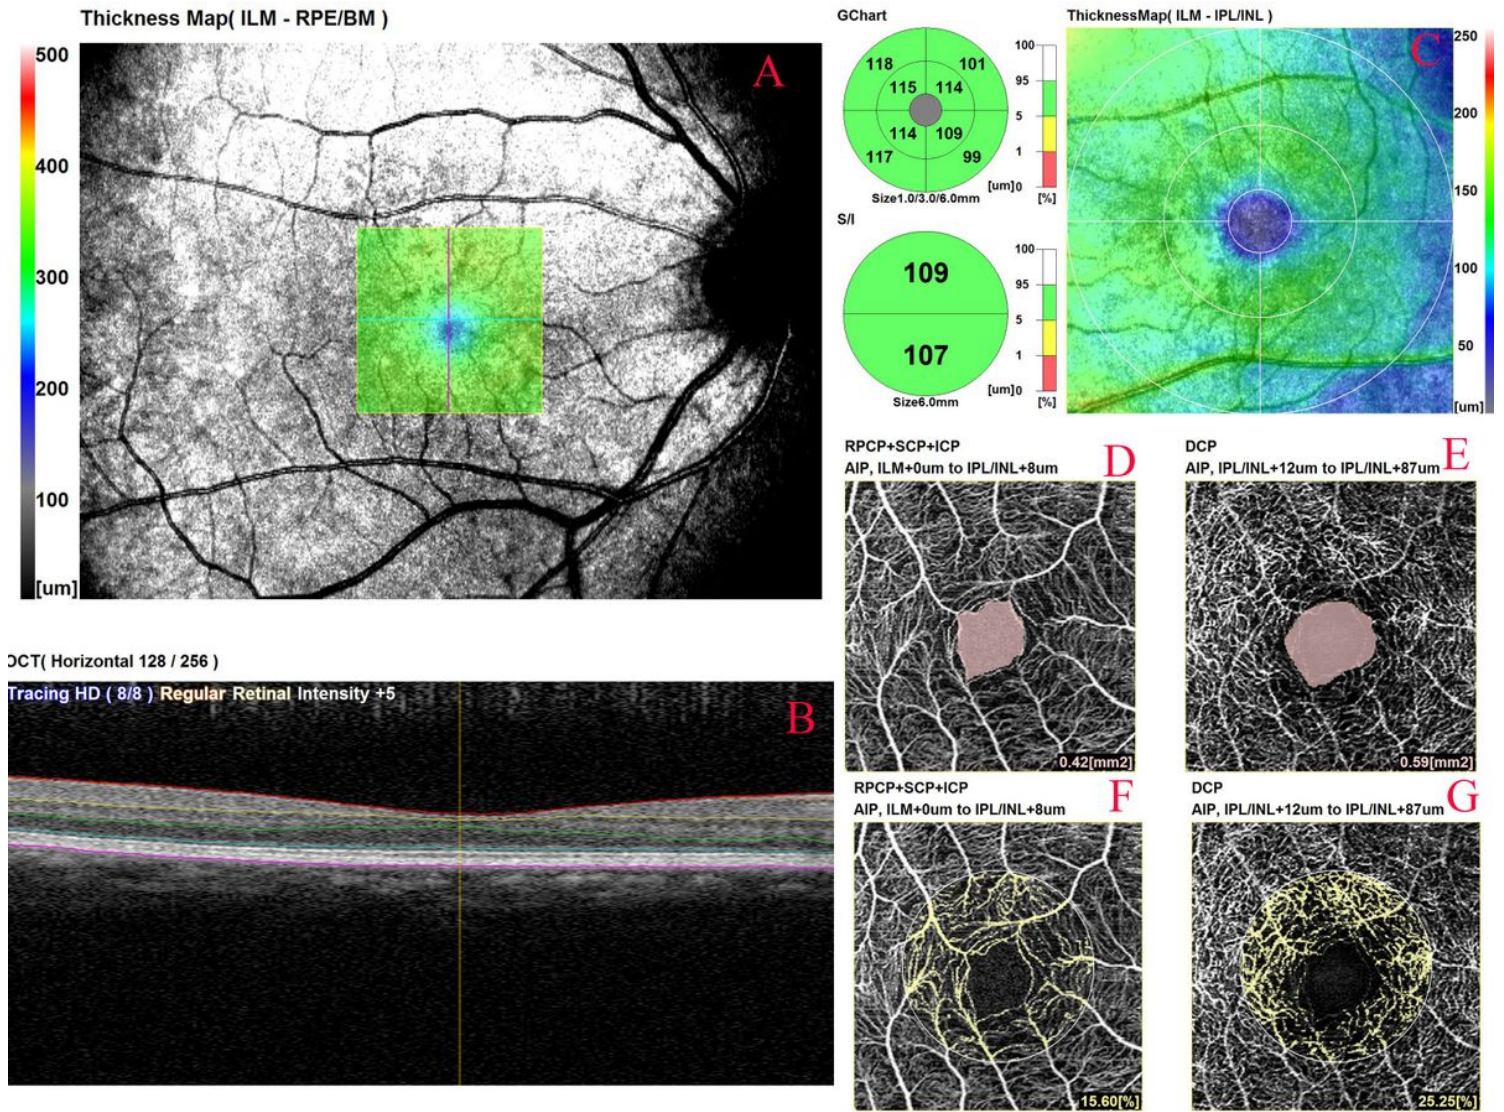 Thickness Map( ILM - RPE/BM )
500
400
300
200
100
[um]
A
GChart
118 101
115 114
114 109
117 99
Size1.0/3.0/6.0mm
100
95
5
1
[um]0
[%]
S/I
109
107
Size6.0mm
100
95
5
1
[um]0
[%]
ThicknessMap( ILM - IPL/INL )
C
250
200
150
100
50
[um]
OCT( Horizontal 128 / 256 )
Tracing HD ( 8/8 ) Regular Retinal Intensity +5
B
RPCP+SCP+ICP
AIP, ILM+0um to IPL/INL+8um
D
0.42[mm2]
DCP
AIP, IPL/INL+12um to IPL/INL+87um
E
0.59[mm2]
RPCP+SCP+ICP
AIP, ILM+0um to IPL/INL+8um
F
15.60[%]
DCP
AIP, IPL/INL+12um to IPL/INL+87um
G
25.25[%]